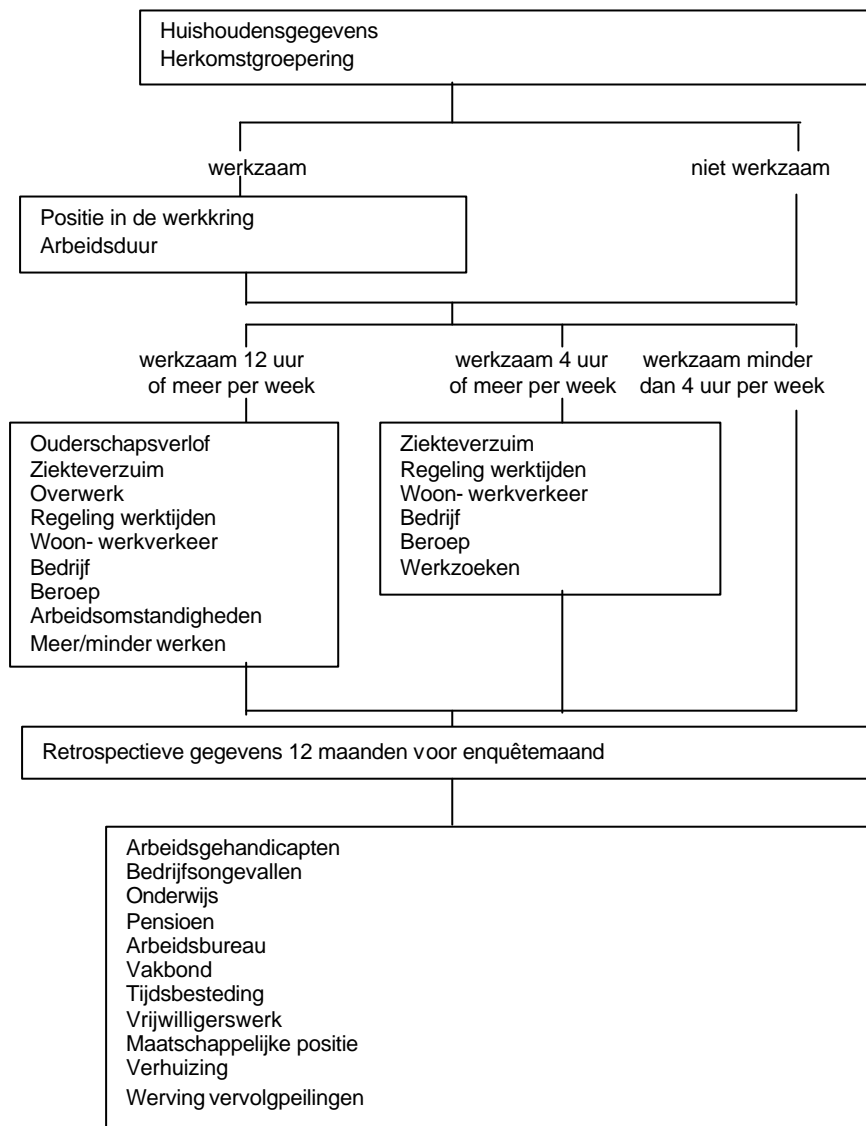 Huishoudensgegevens
Herkomstgroepering
werkzaam
niet werkzaam
Positie in de werkkring
Arbeidsduur
werkzaam 12 uur
of meer per week
werkzaam 4 uur
of meer per week
werkzaam minder
dan 4 uur per week
Ouderschapsverlof
Ziekteverzuim
Overwerk
Regeling werktijden
Woon- werkverkeer
Bedrijf
Beroep
Arbeidsomstandigheden
Meer/minder werken
Ziekteverzuim
Regeling werktijden
Woon- werkverkeer
Bedrijf
Beroep
Werkzoeken
Retrospectieve gegevens 12 maanden voor enquêtemaand
Arbeidsgehandicapten
Bedrijfsongevallen
Onderwijs
Pensioen
Arbeidsbureau
Vakbond
Tijdsbesteding
Vrijwilligerswerk
Maatschappelijke positie
Verhuizing
Werving vervolgpeilingen